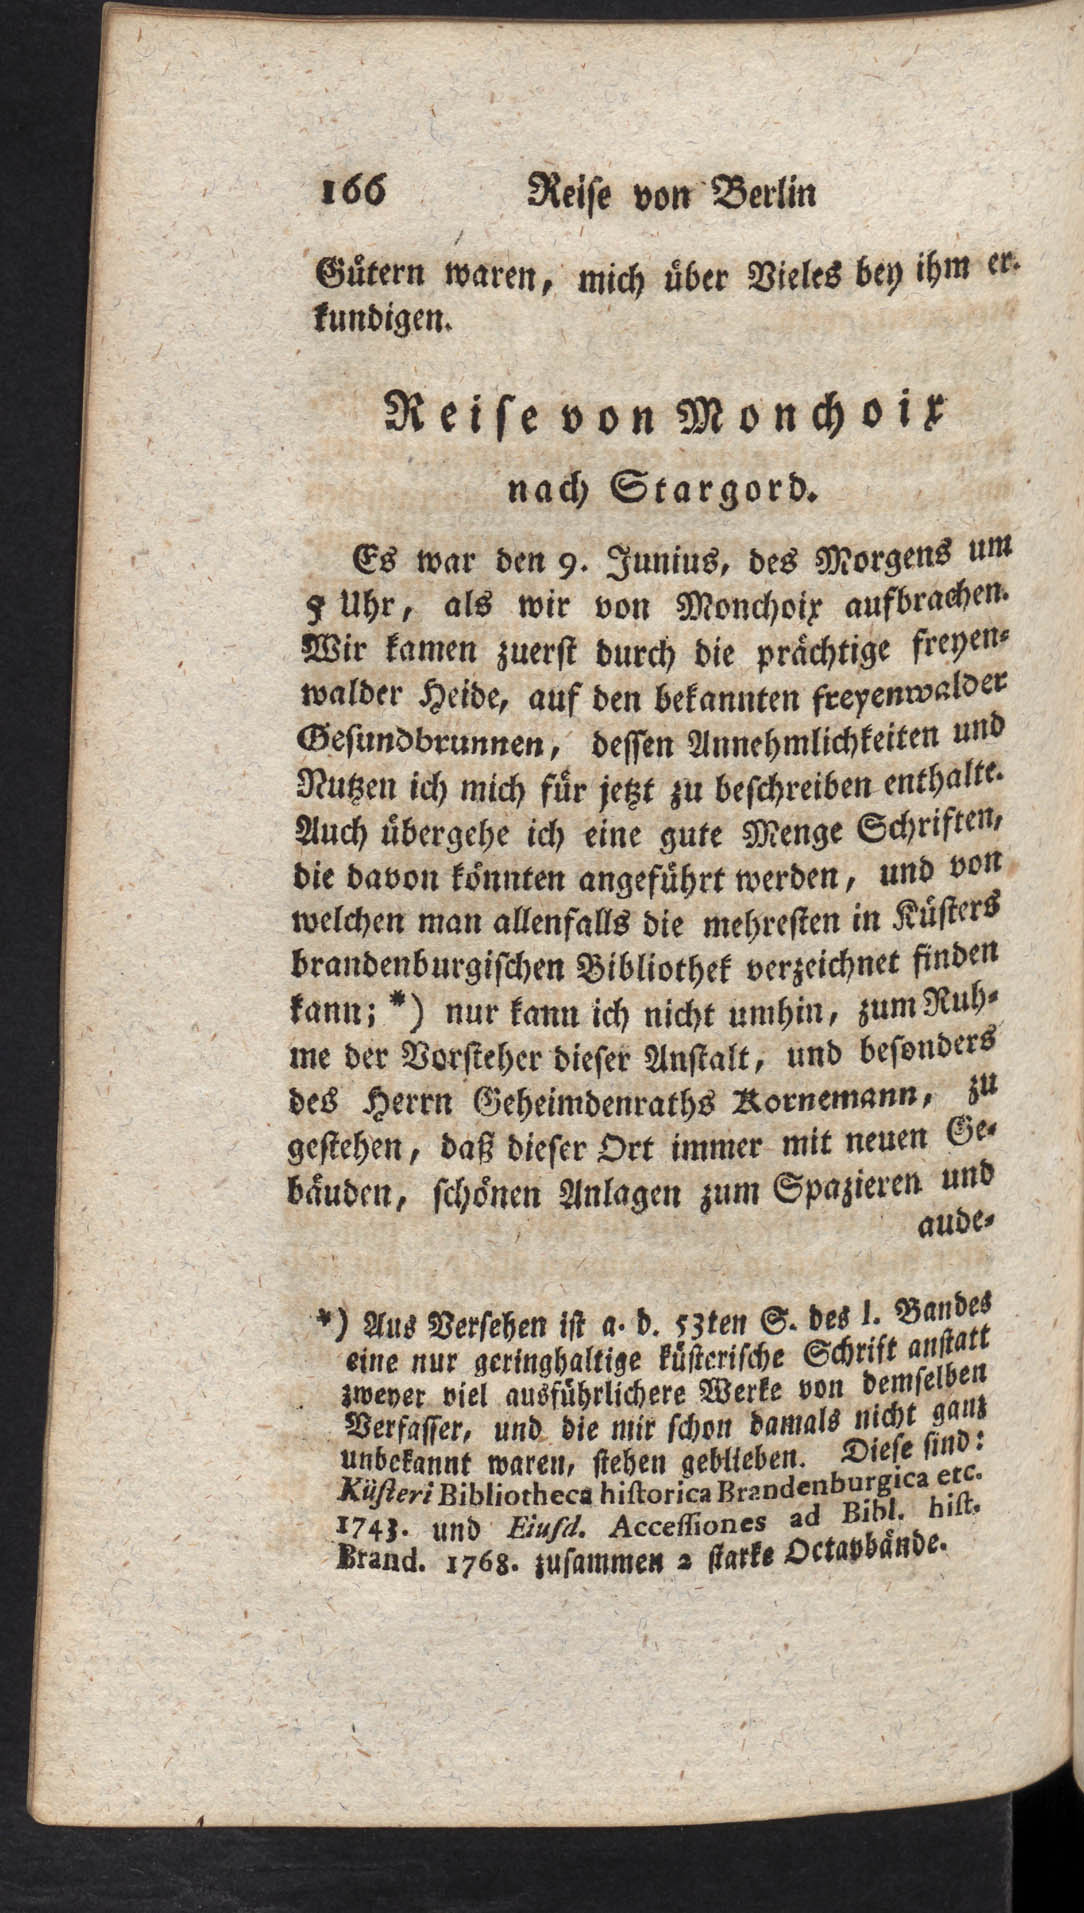 166 Reise von Berlin
Gütern waren, mich über Vieles bey ihm er-
kundigen.
Reise von Monchoix
nach Stargord.
Es war den 9. Junius, des Morgens um
Uhr, als wir von Monchoix aufbrachen.
Wir kamen zuerst durch die prächtige freyen-
walder Heide, auf den bekannten freyenwalder
Gesundbrunnen, dessen Annehmlichkeiten und
Nutzen ich mich für jetzt zu beschreiben enthalte.
Auch übergehe ich eine gute Menge Schriften,
die davon könnten angeführt werden, und von
welchen man allenfalls die mehresten in Küsters
brandenburgischen Bibliothek verzeichnet finden
kann; *) nur kann ich nicht umhin, zum Ruh-
me der Vorsteher dieser Anstalt, und besonders
des Herrn Geheimdenraths Kornemann, zu
gestehen, daß dieser Ort immer mit neuen Ge-
bäuden, schönen Anlagen zum Spazieren und
aude-
*) Aus Versehen ist a. d. 53ten S. des I. Bandes
eine nur geringhaltige küsterische Schrift anstatt
zweyer viel ausführlichere Werke von demselben
Verfasser, und die mir schon damals nicht ganz
unbekannt waren, stehen geblieben. Diese sind:
Küsteri Bibliotheca historica Brandenburgica etc.
1743. und Eiusd. Accessiones ad Bibl. hist.
Brand. 1768. zusammen 2 starke Octavbände.